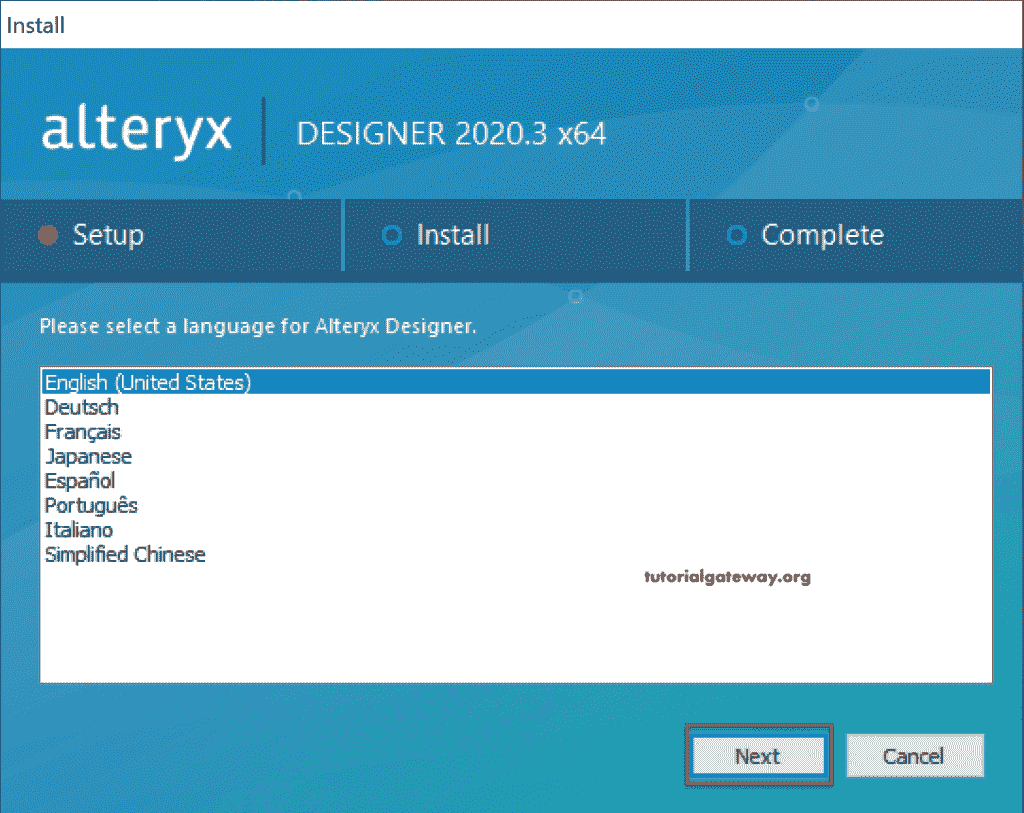 Install
alteryx
DESIGNER 2020.3 x64
Setup
Install
Complete
Please select a language for Alteryx Designer.
English (United States)
Deutsch
Français
Japanese
Español
Português
Italiano
Simplified Chinese
tutorialgateway.org
Next
Cancel